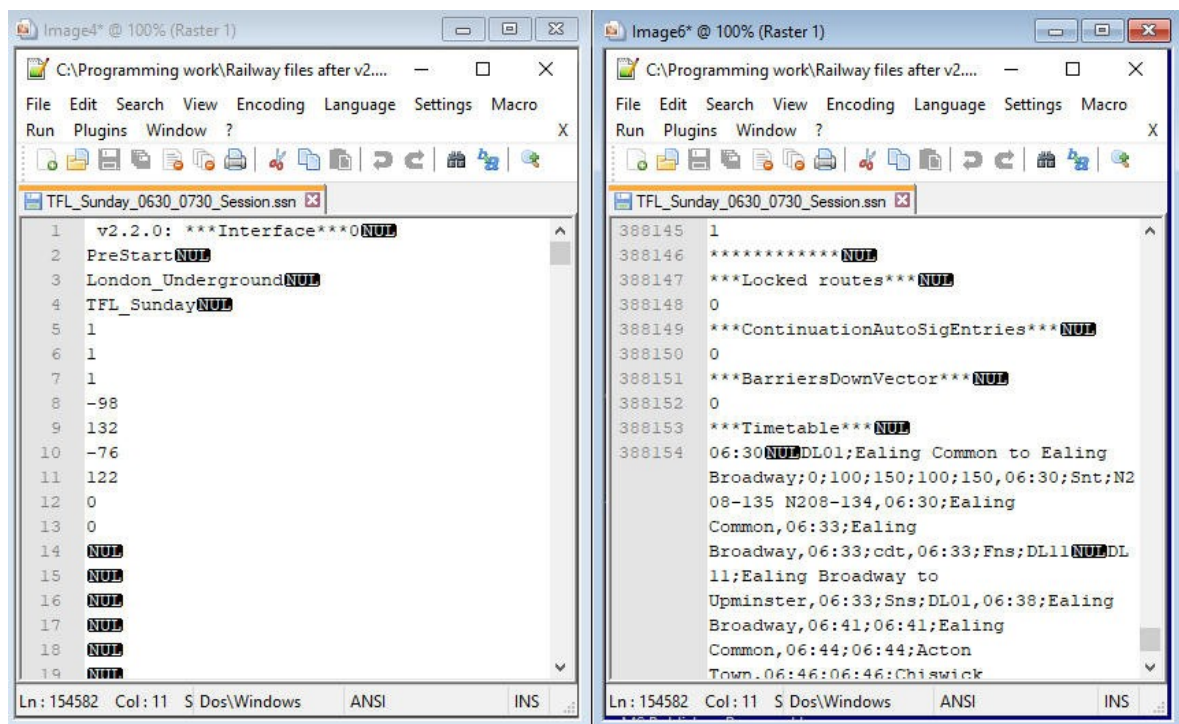 Image4* @ 100% (Raster 1)
C:\Programming work\Railway files after v2....
File Edit Search View Encoding Language Settings Macro
Run Plugins Window ? X
TFL_Sunday_0630_0730_Session.ssn
1 v2.2.0: ***Interface***0NUL
2 PreStartNUL
3 London_UndergroundNUL
4 TFL_SundayNUL
5 1
6 1
7 1
8 -98
9 132
10 -76
11 122
12 0
13 0
14 NUL
15 NUL
16 NUL
17 NUL
18 NUL
19 NUL
Ln : 154582 Col : 11 S Dos\Windows ANSI INS
Image6* @ 100% (Raster 1)
C:\Programming work\Railway files after v2....
File Edit Search View Encoding Language Settings Macro
Run Plugins Window ? X
TFL_Sunday_0630_0730_Session.ssn
388145 1
388146 ************NUL
388147 ***Locked routes***NUL
388148 0
388149 ***ContinuationAutoSigEntries***NUL
388150 0
388151 ***BarriersDownVector***NUL
388152 0
388153 ***Timetable***NUL
388154 06:30NULDL01;Ealing Common to Ealing
Broadway;0;100;150;100;150,06:30;Snt;N2
08-135 N208-134,06:30;Ealing
Common,06:33;Ealing
Broadway,06:33;cdt,06:33;Fns;DL11NULDL
11;Ealing Broadway to
Upminster,06:33;Sns;DL01,06:38;Ealing
Broadway,06:41;06:41;Ealing
Common,06:44;06:44;Acton
Town,06:46;06:46;Chiswick
Ln : 154582 Col : 11 S Dos\Windows ANSI INS